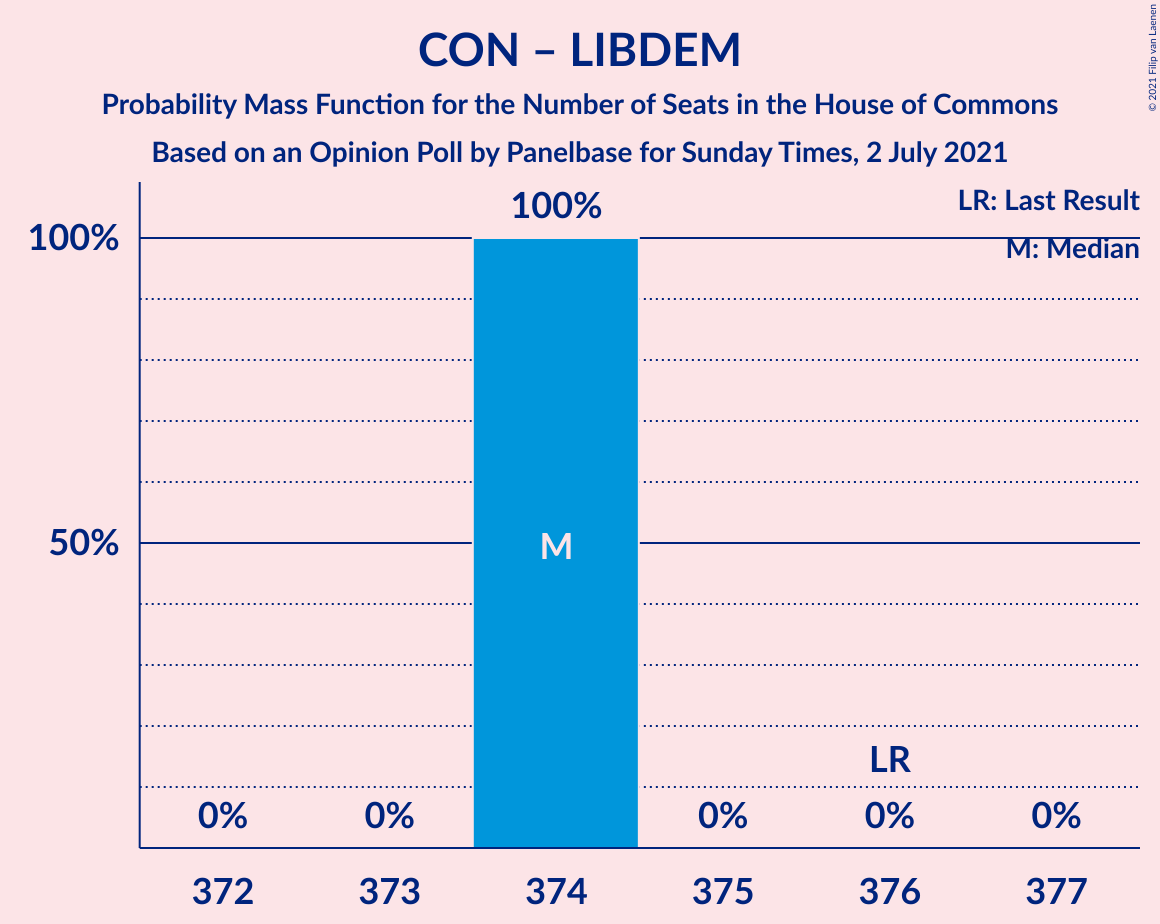 CON – LIBDEM
Probability Mass Function for the Number of Seats in the House of Commons
Based on an Opinion Poll by Panelbase for Sunday Times, 2 July 2021
© 2021 Filip van Laenen
LR: Last Result
M: Median
100%
100%
50%
M
LR
0%
0%
0%
0%
0%
372
373
374
375
376
377